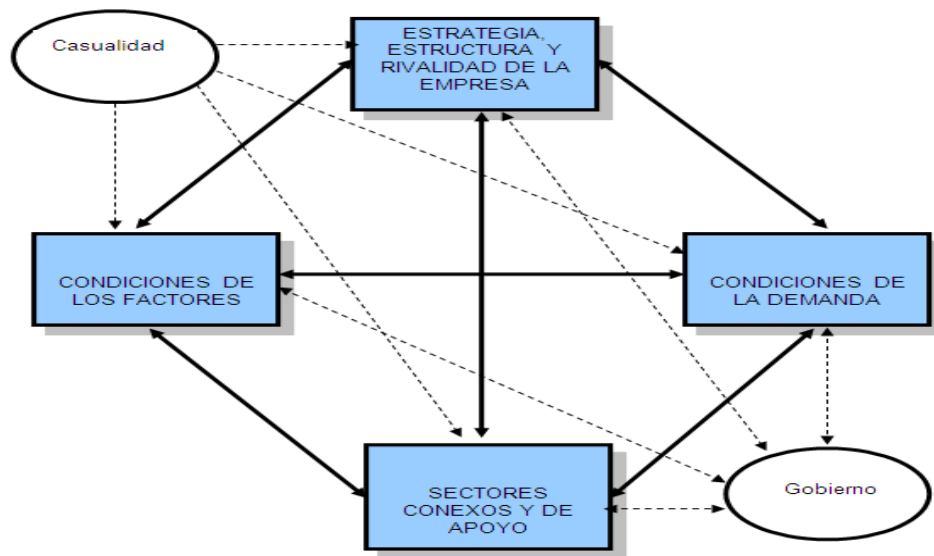 Casualidad
ESTRATEGIA,
ESTRUCTURA Y
RIVALIDAD DE LA
EMPRESA
CONDICIONES DE
LOS FACTORES
CONDICIONES DE
LA DEMANDA
SECTORES
CONEXOS Y DE
APOYO
Gobierno